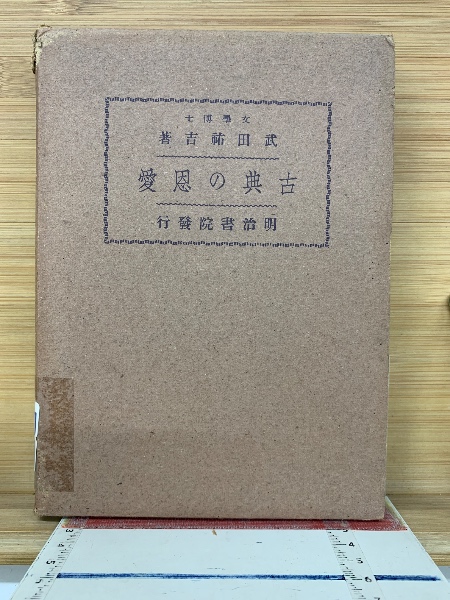 文學博士
武田祐吉著
古典の恩愛
明治書院發行